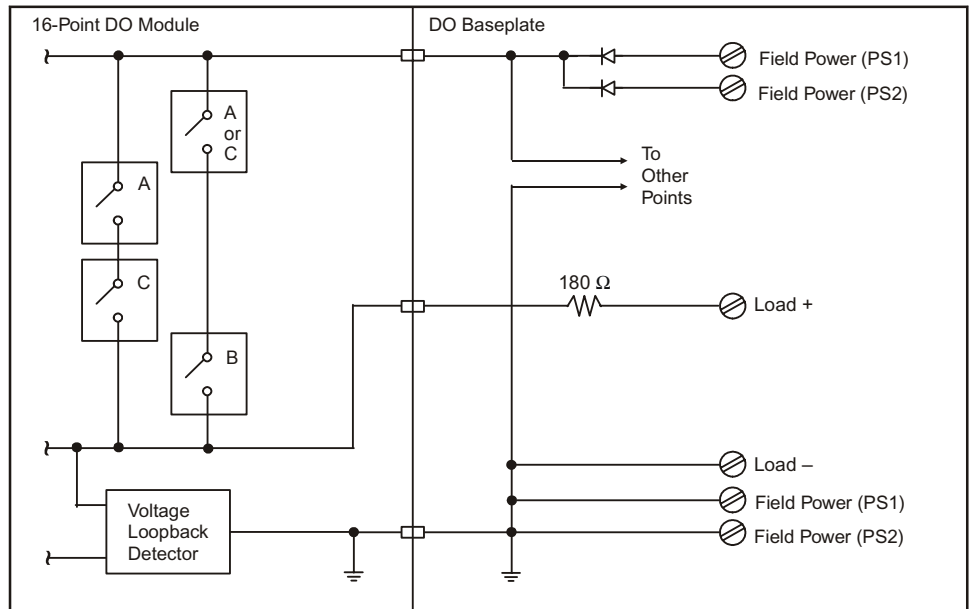 16-Point DO Module
DO Baseplate
Field Power (PS1)
Field Power (PS2)
A
or
C
To
Other
Points
A
C
180 Ω
Load +
B
Load –
Voltage
Loopback
Detector
Field Power (PS1)
Field Power (PS2)